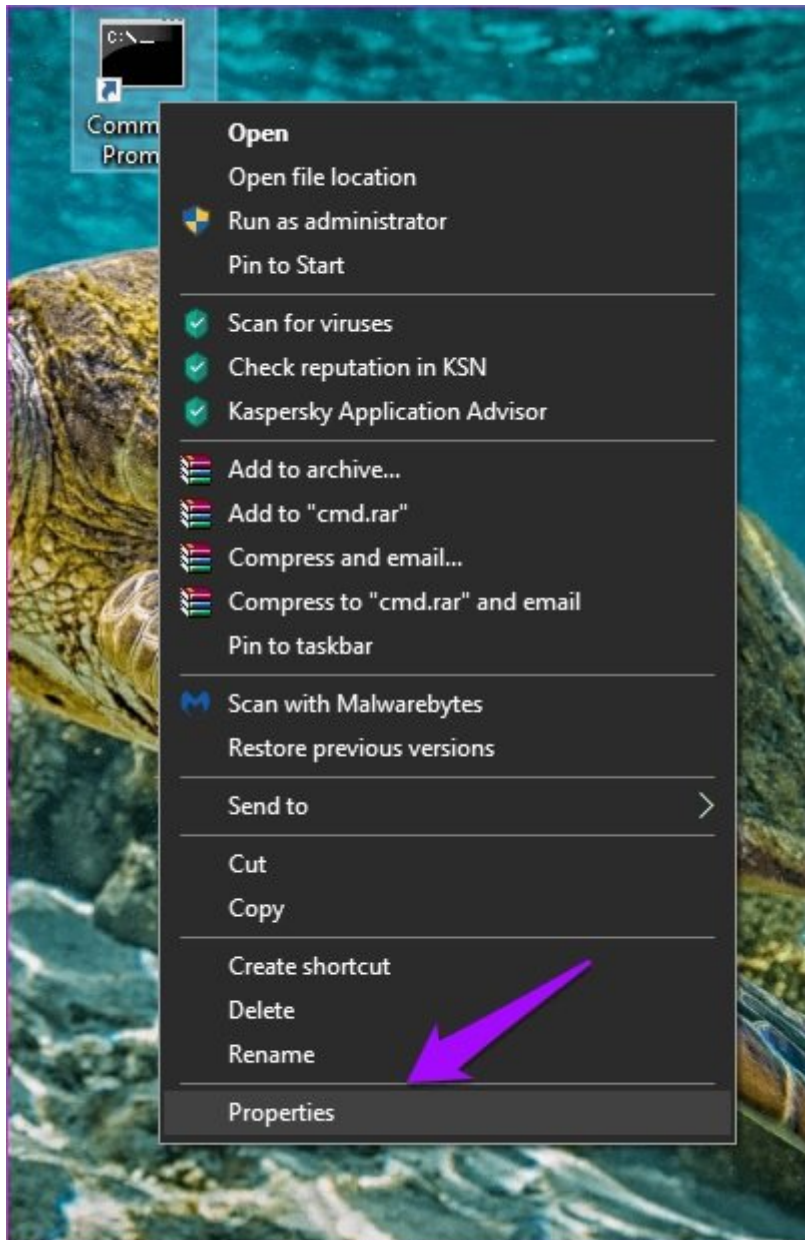 C:\_
Comm
Prom
Open
Open file location
Run as administrator
Pin to Start
Scan for viruses
Check reputation in KSN
Kaspersky Application Advisor
Add to archive...
Add to "cmd.rar"
Compress and email...
Compress to "cmd.rar" and email
Pin to taskbar
Scan with Malwarebytes
Restore previous versions
Send to
Cut
Copy
Create shortcut
Delete
Rename
Properties